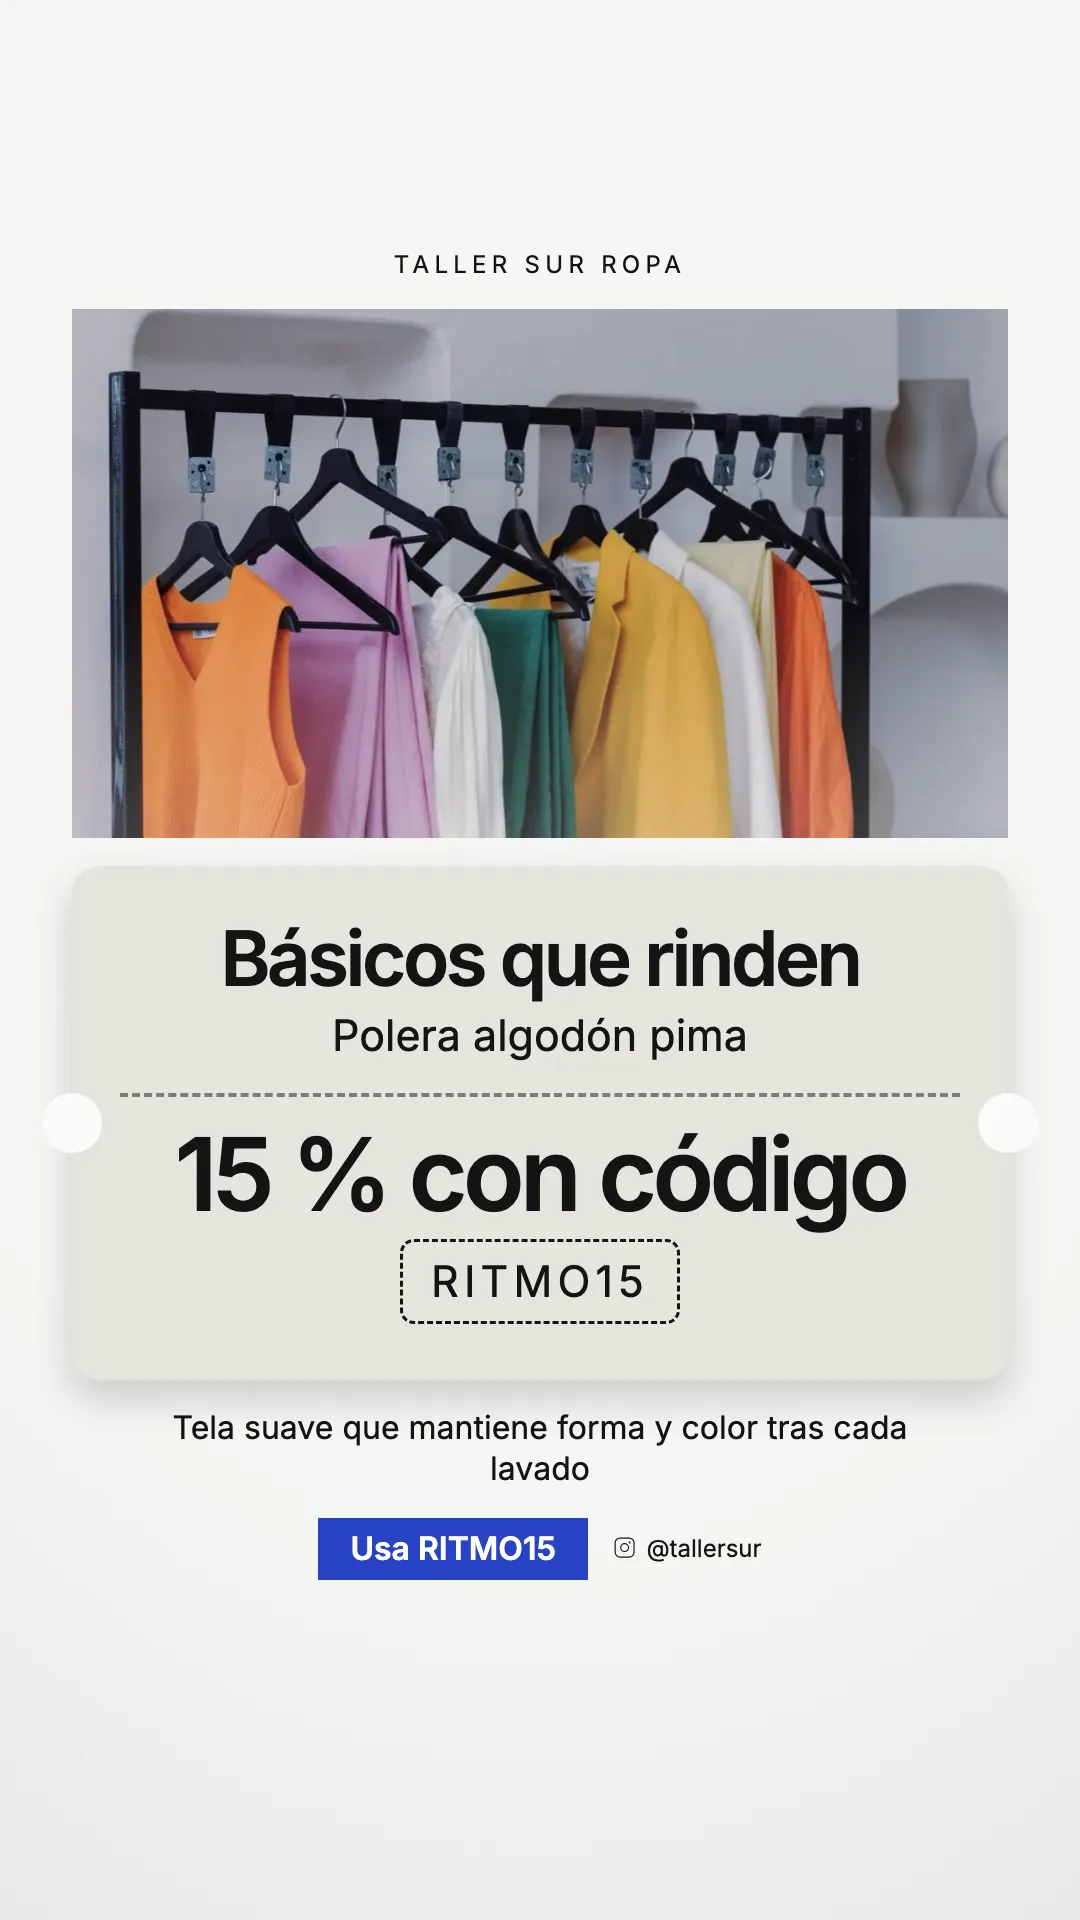 TALLER SUR ROPA
Básicos que rinden
Polera algodón pima
15 % con código
RITMO15
Tela suave que mantiene forma y color tras cada
lavado
Usa RITMO15
@tallersur